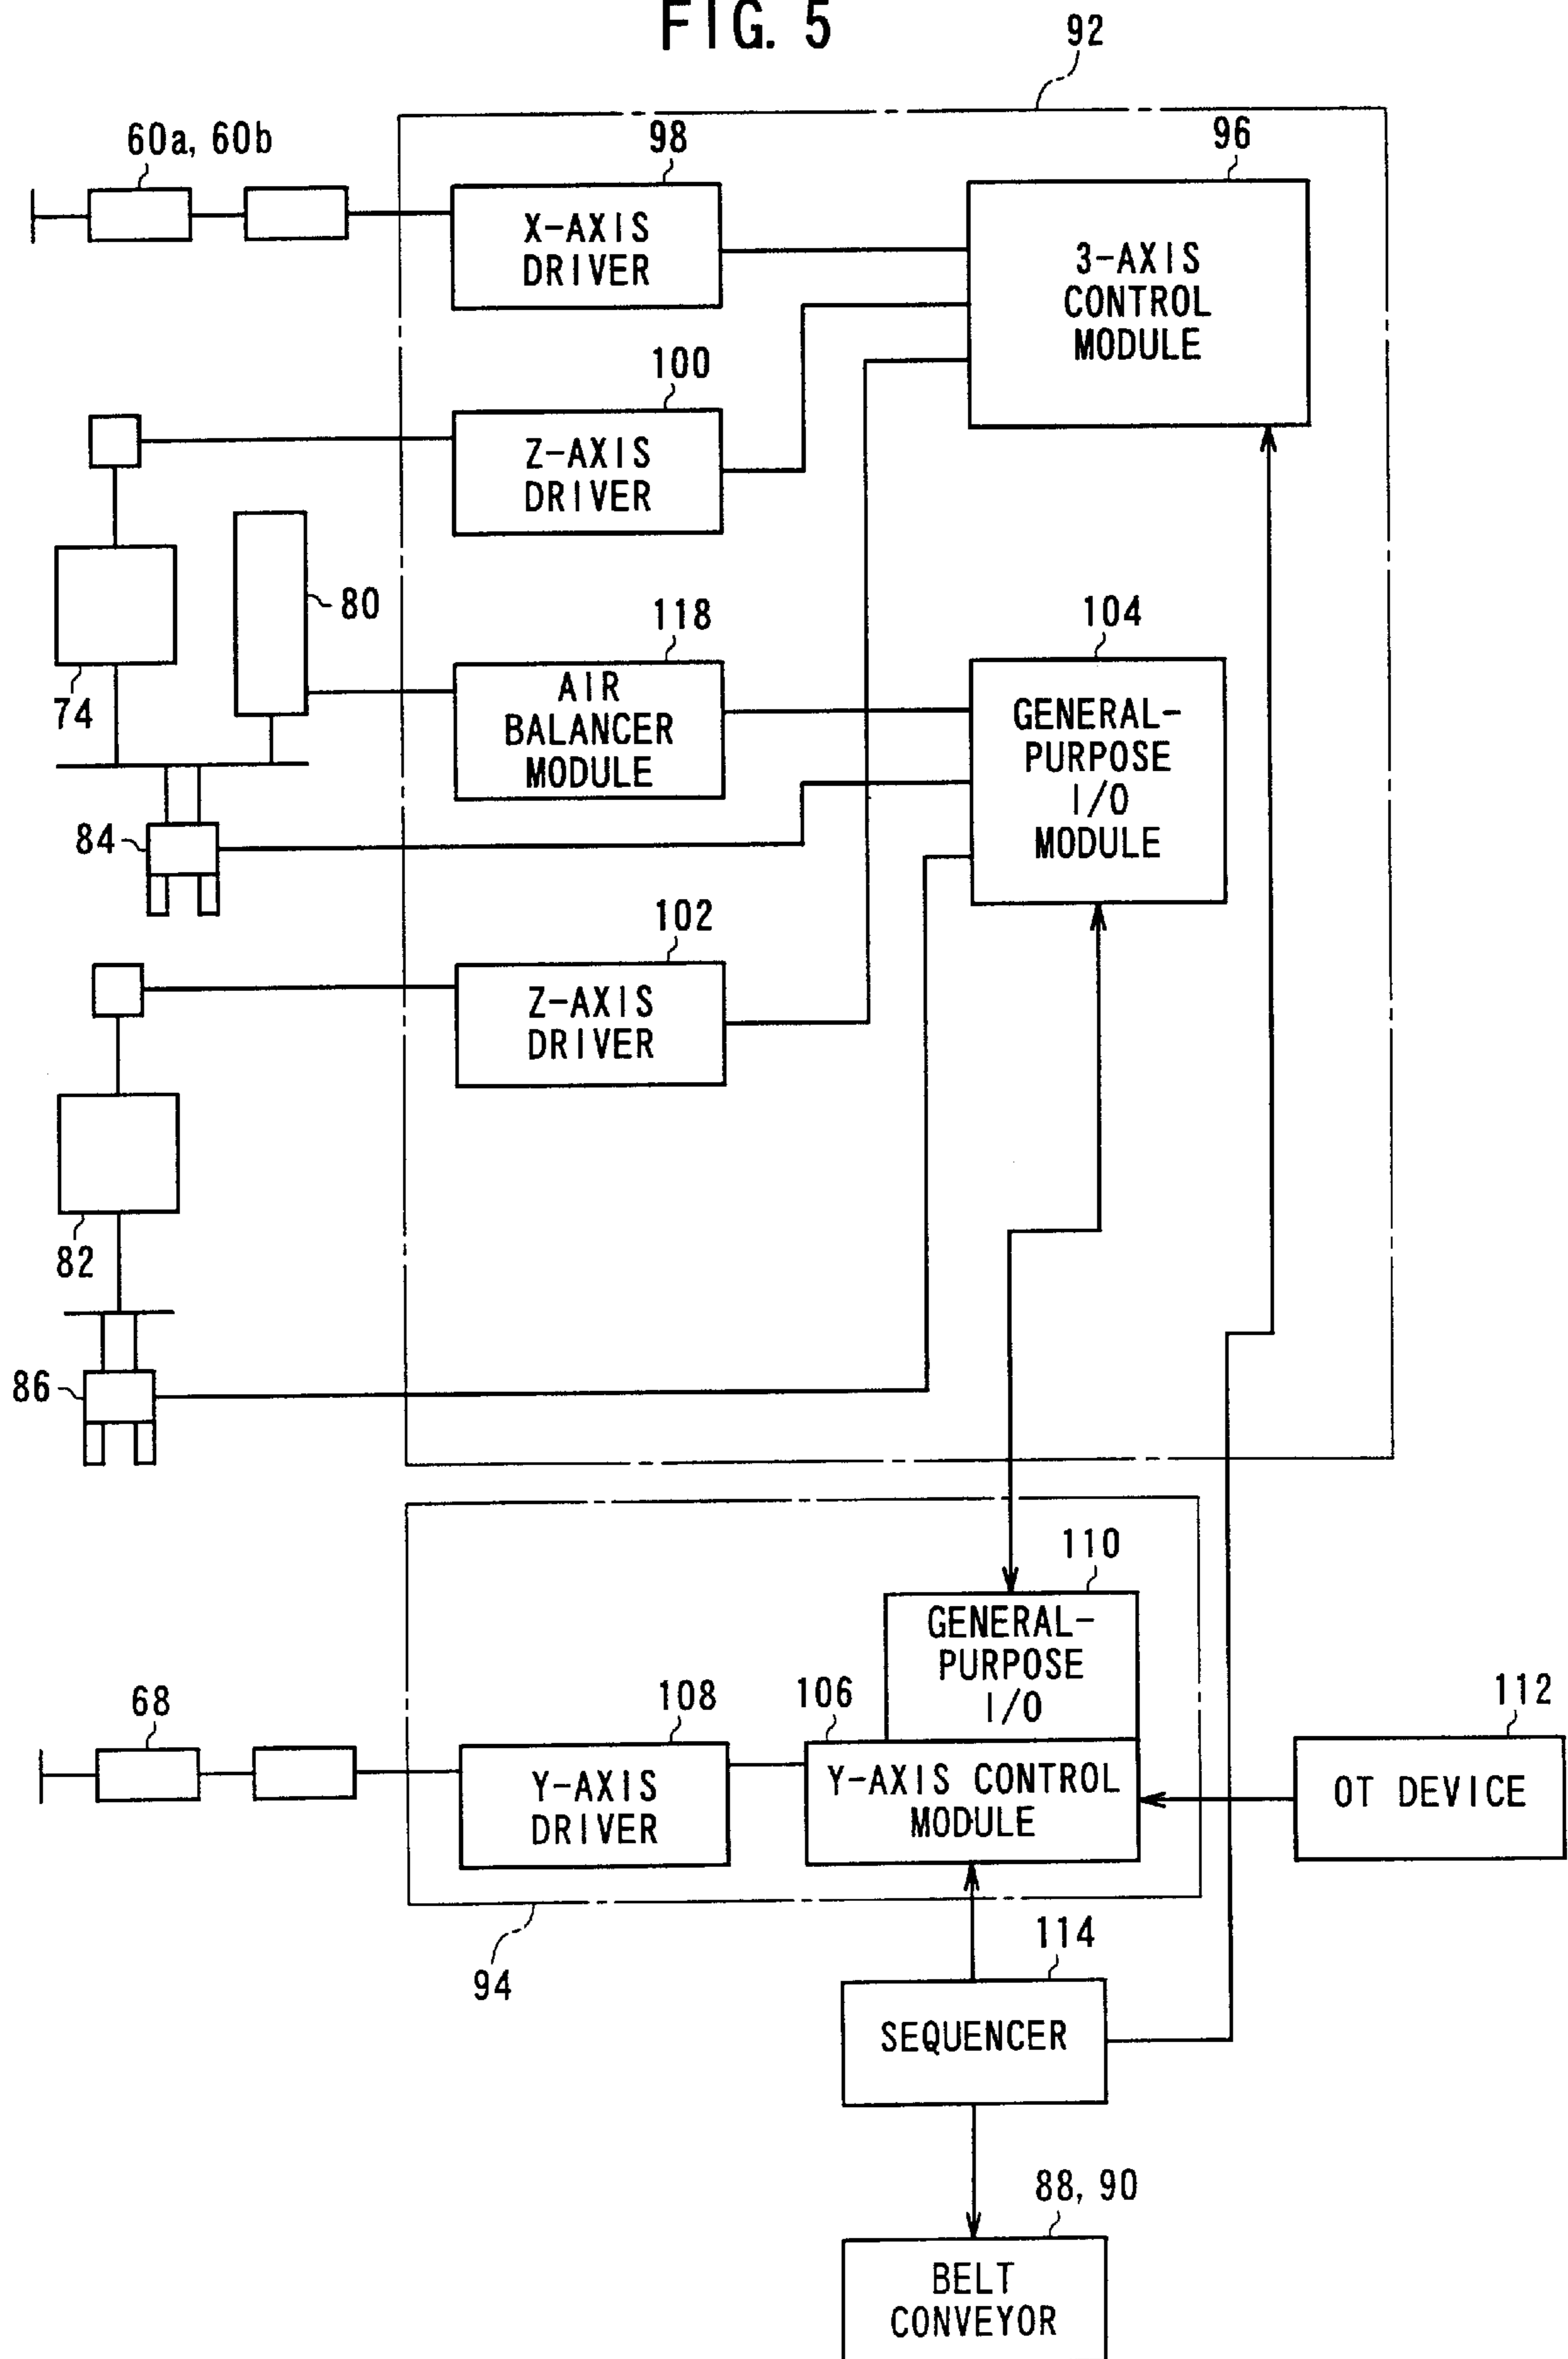 FIG. 5
92
60a, 60b
98
96
X-AXIS
DRIVER
3-AXIS
CONTROL
MODULE
100
Z-AXIS
DRIVER
80
74
118
AIR
BALANCER
MODULE
104
GENERAL-
PURPOSE
I/O
MODULE
84
102
Z-AXIS
DRIVER
82
86
110
GENERAL-
PURPOSE
I/O
68
108
106
112
Y-AXIS
DRIVER
Y-AXIS CONTROL
MODULE
OT DEVICE
94
114
SEQUENCER
88, 90
BELT
CONVEYOR